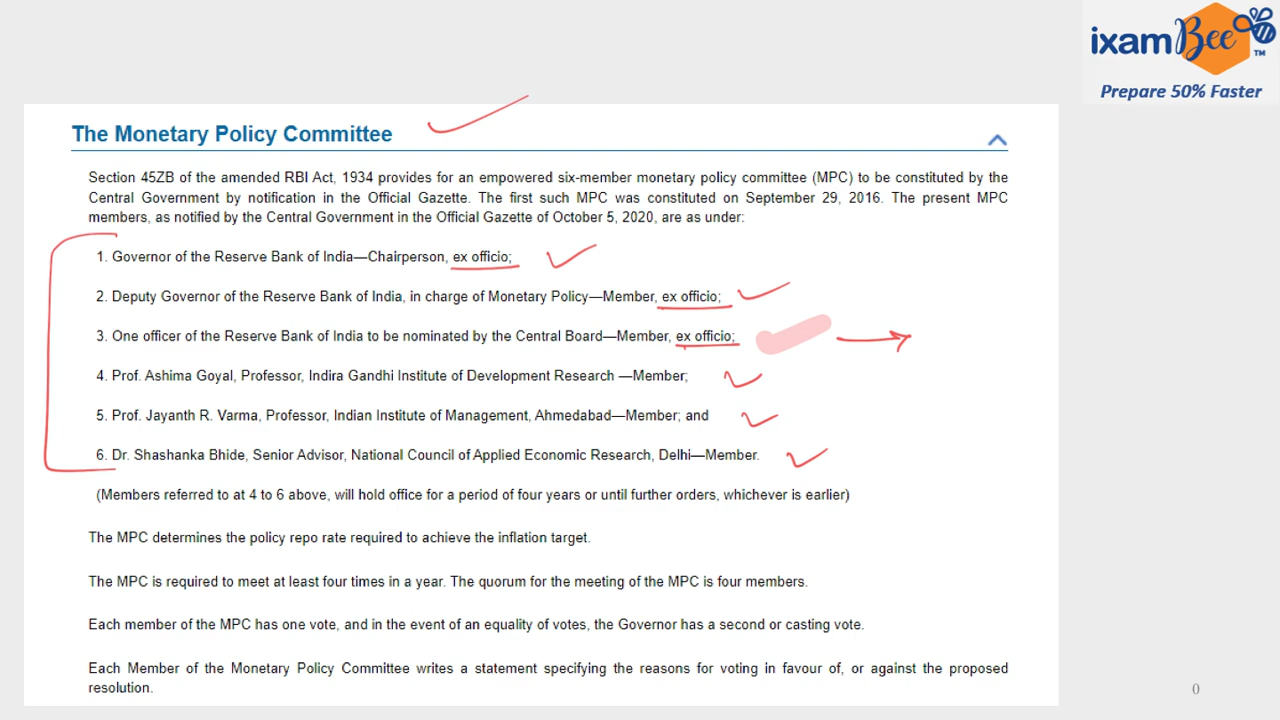 ixamBee
TM
Prepare 50% Faster
The Monetary Policy Committee
Section 45ZB of the amended RBI Act, 1934 provides for an empowered six-member monetary policy committee (MPC) to be constituted by the
Central Government by notification in the Official Gazette. The first such MPC was constituted on September 29, 2016. The present MPC
members, as notified by the Central Government in the Official Gazette of October 5, 2020, are as under:
1. Governor of the Reserve Bank of India—Chairperson, ex officio;
2. Deputy Governor of the Reserve Bank of India, in charge of Monetary Policy—Member, ex officio;
3. One officer of the Reserve Bank of India to be nominated by the Central Board—Member, ex officio;
4. Prof. Ashima Goyal, Professor, Indira Gandhi Institute of Development Research —Member;
5. Prof. Jayanth R. Varma, Professor, Indian Institute of Management, Ahmedabad—Member; and
6. Dr. Shashanka Bhide, Senior Advisor, National Council of Applied Economic Research, Delhi—Member.
(Members referred to at 4 to 6 above, will hold office for a period of four years or until further orders, whichever is earlier)
The MPC determines the policy repo rate required to achieve the inflation target.
The MPC is required to meet at least four times in a year. The quorum for the meeting of the MPC is four members.
Each member of the MPC has one vote, and in the event of an equality of votes, the Governor has a second or casting vote.
Each Member of the Monetary Policy Committee writes a statement specifying the reasons for voting in favour of, or against the proposed
resolution.
0